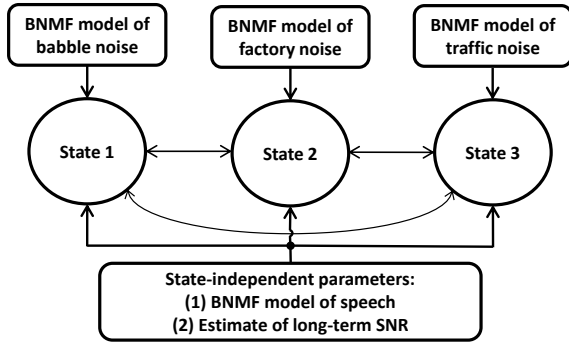 BNMF model of
babble noise
BNMF model of
factory noise
BNMF model of
traffic noise
State 1
State 2
State 3
State-independent parameters:
(1) BNMF model of speech
(2) Estimate of long-term SNR